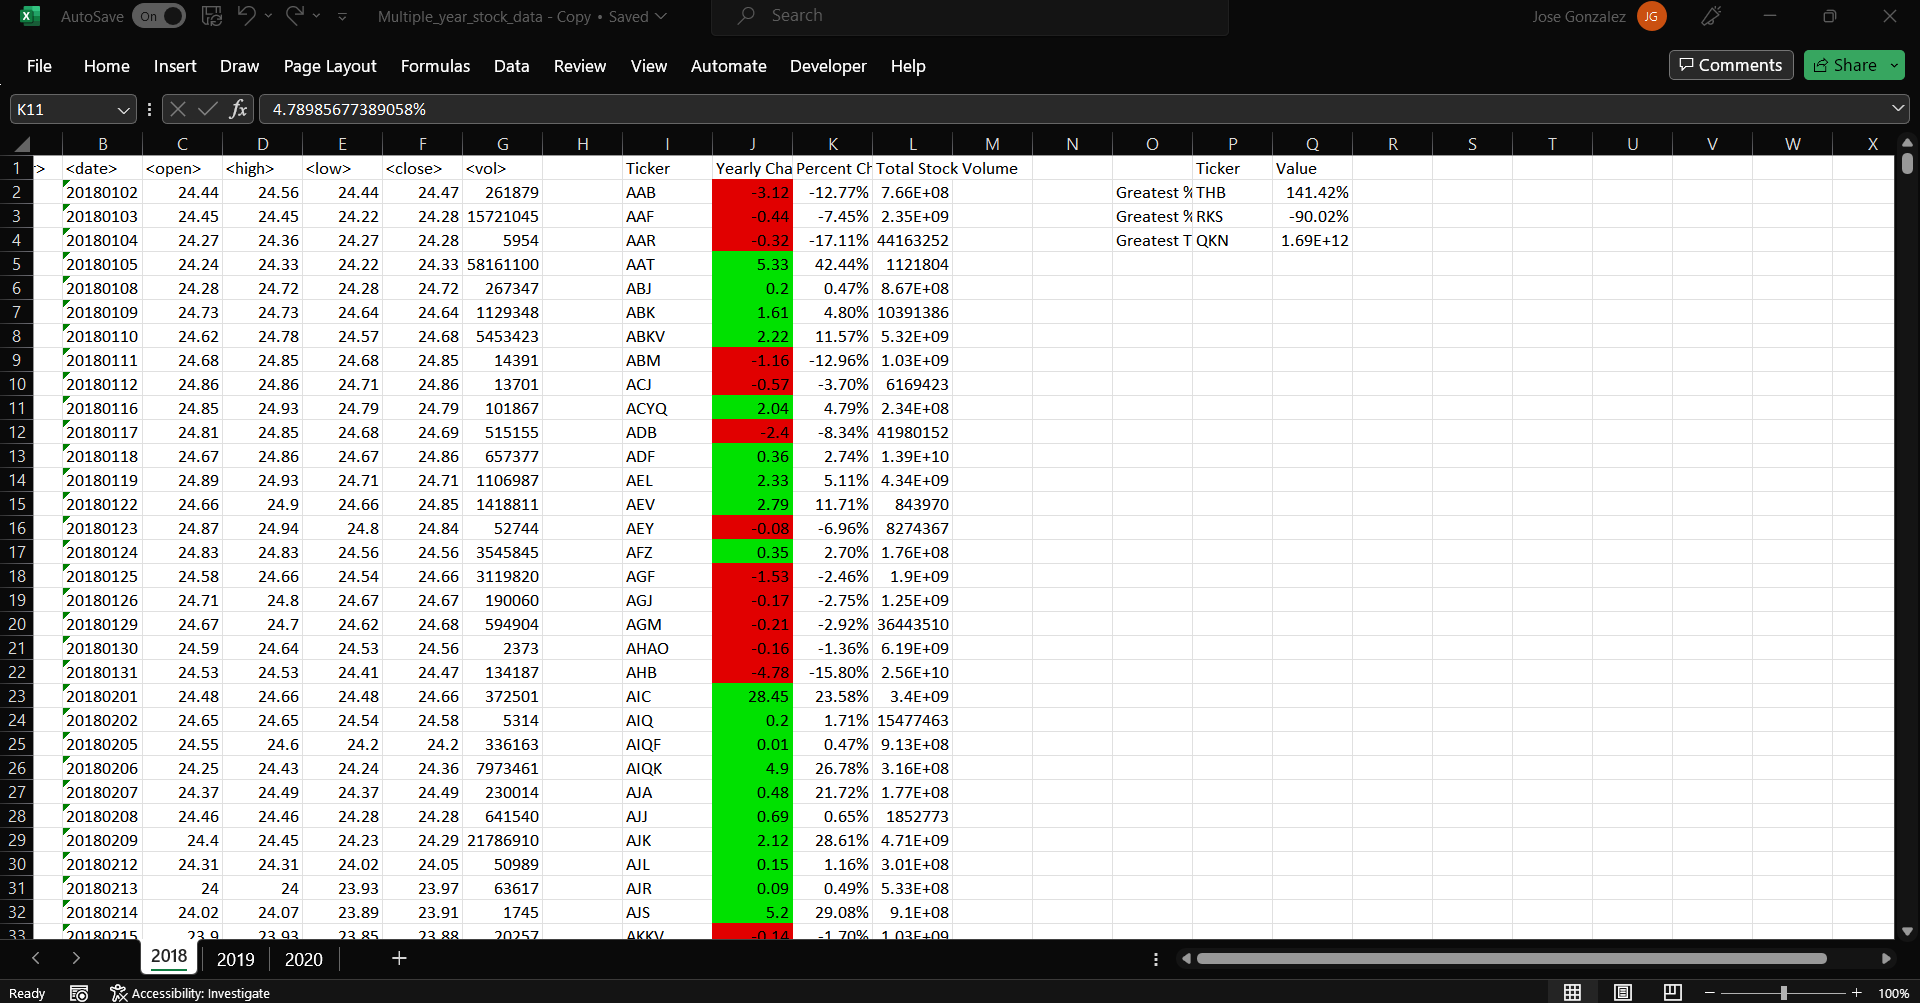 AutoSave On Multiple_year_stock_data - Copy • Saved Search Jose Gonzalez JG
File Home Insert Draw Page Layout Formulas Data Review View Automate Developer Help Comments Share
K11 fx 4.78985677389058%
B C D E F G H I J K L M N O P Q R S T U V W X
1 > <date> <open> <high> <low> <close> <vol> Ticker Yearly Cha Percent Ch Total Stock Volume Ticker Value
2 20180102 24.44 24.56 24.44 24.47 261879 AAB -3.12 -12.77% 7.66E+08 Greatest % THB 141.42%
3 20180103 24.45 24.45 24.22 24.28 15721045 AAF -0.44 -7.45% 2.35E+09 Greatest % RKS -90.02%
4 20180104 24.27 24.36 24.27 24.28 5954 AAR -0.32 -17.11% 44163252 Greatest T QKN 1.69E+12
5 20180105 24.24 24.33 24.22 24.33 58161100 AAT 5.33 42.44% 1121804
6 20180108 24.28 24.72 24.28 24.72 267347 ABJ 0.2 0.47% 8.67E+08
7 20180109 24.73 24.73 24.64 24.64 1129348 ABK 1.61 4.80% 10391386
8 20180110 24.62 24.78 24.57 24.68 5453423 ABKV 2.22 11.57% 5.32E+09
9 20180111 24.68 24.85 24.68 24.85 14391 ABM -1.16 -12.96% 1.03E+09
10 20180112 24.86 24.86 24.71 24.86 13701 ACJ -0.57 -3.70% 6169423
11 20180116 24.85 24.93 24.79 24.79 101867 ACYQ 2.04 4.79% 2.34E+08
12 20180117 24.81 24.85 24.68 24.69 515155 ADB -2.4 -8.34% 41980152
13 20180118 24.67 24.86 24.67 24.86 657377 ADF 0.36 2.74% 1.39E+10
14 20180119 24.89 24.93 24.71 24.71 1106987 AEL 2.33 5.11% 4.34E+09
15 20180122 24.66 24.9 24.66 24.85 1418811 AEV 2.79 11.71% 843970
16 20180123 24.87 24.94 24.8 24.84 52744 AEY -0.08 -6.96% 8274367
17 20180124 24.83 24.83 24.56 24.56 3545845 AFZ 0.35 2.70% 1.76E+08
18 20180125 24.58 24.66 24.54 24.66 3119820 AGF -1.53 -2.46% 1.9E+09
19 20180126 24.71 24.8 24.67 24.67 190060 AGJ -0.17 -2.75% 1.25E+09
20 20180129 24.67 24.7 24.62 24.68 594904 AGM -0.21 -2.92% 36443510
21 20180130 24.59 24.64 24.53 24.56 2373 AHAO -0.16 -1.36% 6.19E+09
22 20180131 24.53 24.53 24.41 24.47 134187 AHB -4.78 -15.80% 2.56E+10
23 20180201 24.48 24.66 24.48 24.66 372501 AIC 28.45 23.58% 3.4E+09
24 20180202 24.65 24.65 24.54 24.58 5314 AIQ 0.2 1.71% 15477463
25 20180205 24.55 24.6 24.2 24.2 336163 AIQF 0.01 0.47% 9.13E+08
26 20180206 24.25 24.43 24.24 24.36 7973461 AIQK 4.9 26.78% 3.16E+08
27 20180207 24.37 24.49 24.37 24.49 230014 AJA 0.48 21.72% 1.77E+08
28 20180208 24.46 24.46 24.28 24.28 641540 AJJ 0.69 0.65% 1852773
29 20180209 24.4 24.45 24.23 24.29 21786910 AJK 2.12 28.61% 4.71E+09
30 20180212 24.31 24.31 24.02 24.05 50989 AJL 0.15 1.16% 3.01E+08
31 20180213 24 24 23.93 23.97 63617 AJR 0.09 0.49% 5.33E+08
32 20180214 24.02 24.07 23.89 23.91 1745 AJS 5.2 29.08% 9.1E+08
33 20180215 23.9 23.93 23.85 23.88 20257 AKKV -0.14 -1.70% 1.03E+09
2018 2019 2020
Ready Accessibility: Investigate 100%